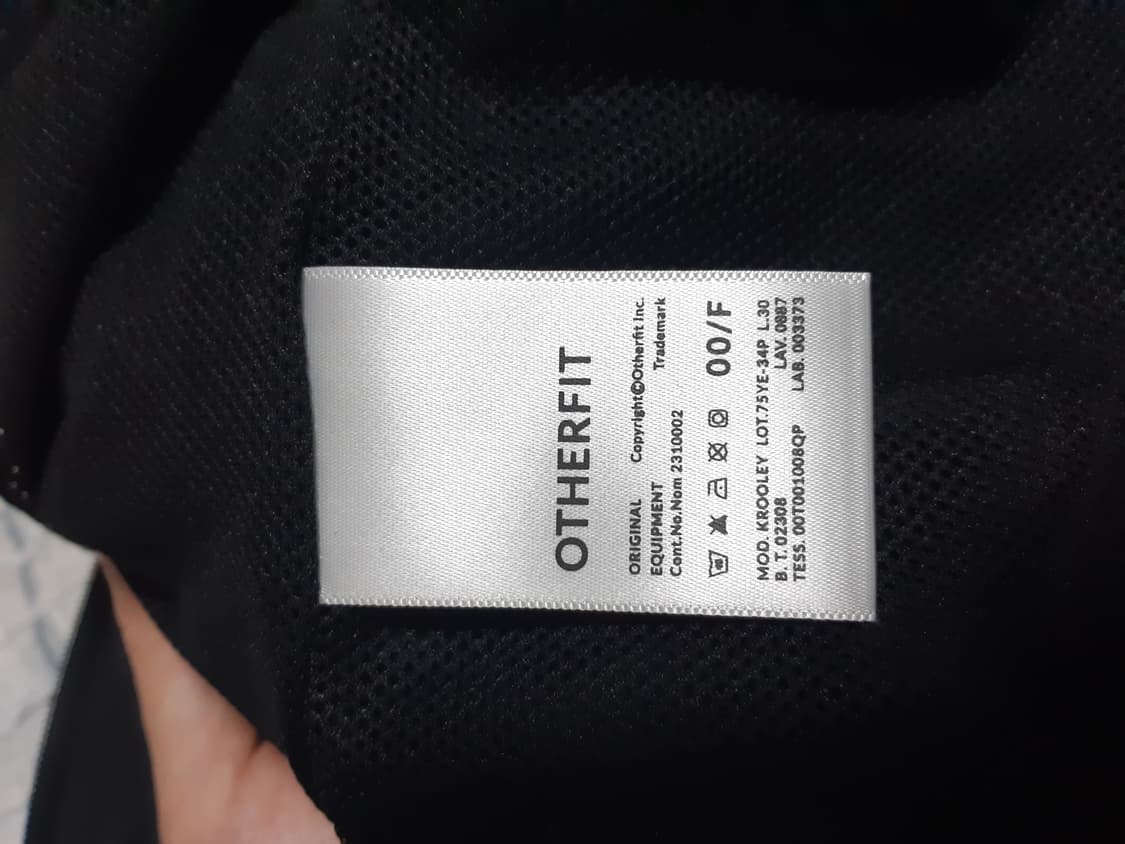 OTHERFIT
ORIGINAL Copyright©Otherfit Inc.
EQUIPMENT Trademark
Cont.No.Nom 2310002
00/F
MOD. KROOLEY LOT.75YE-34P L.30
B. T. 02308 LAV. 0887
TESS. 00T001008QP LAB. 003373